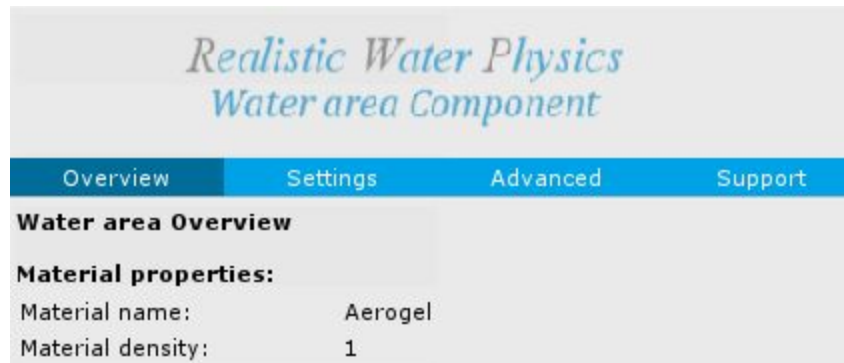 Realistic Water Physics
Water area Component
Overview Settings Advanced Support
Water area Overview
Material properties:
Material name: Aerogel
Material density: 1